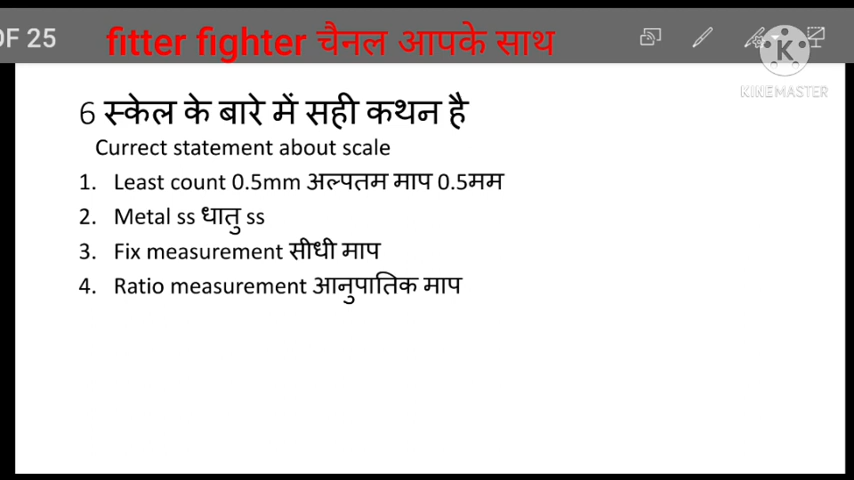 OF 25
fitter fighter चैनल आपके साथ
K
KINEMASTER
6 स्केल के बारे में सही कथन है
Currect statement about scale
1. Least count 0.5mm अल्पतम माप 0.5मम
2. Metal ss धातु ss
3. Fix measurement सीधी माप
4. Ratio measurement आनुपातिक माप